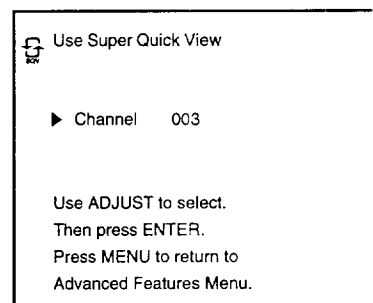 Use Super Quick View
SQV
▶ Channel 003
Use ADJUST to select.
Then press ENTER.
Press MENU to return to
Advanced Features Menu.